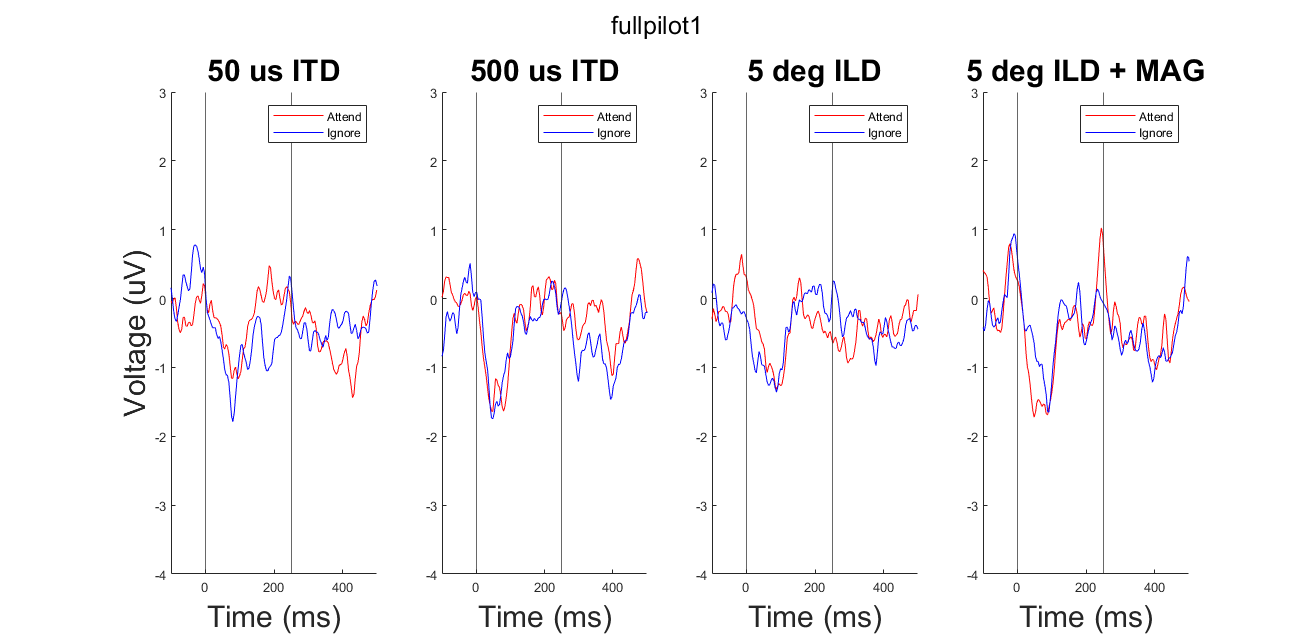 fullpilot1
50 us ITD
500 us ITD
5 deg ILD
5 deg ILD + MAG
Voltage (uV)
3
2
1
0
-1
-2
-3
-4
0
200
400
Time (ms)
Attend
Ignore
3
2
1
0
-1
-2
-3
-4
0
200
400
Time (ms)
Attend
Ignore
3
2
1
0
-1
-2
-3
-4
0
200
400
Time (ms)
Attend
Ignore
3
2
1
0
-1
-2
-3
-4
0
200
400
Time (ms)
Attend
Ignore